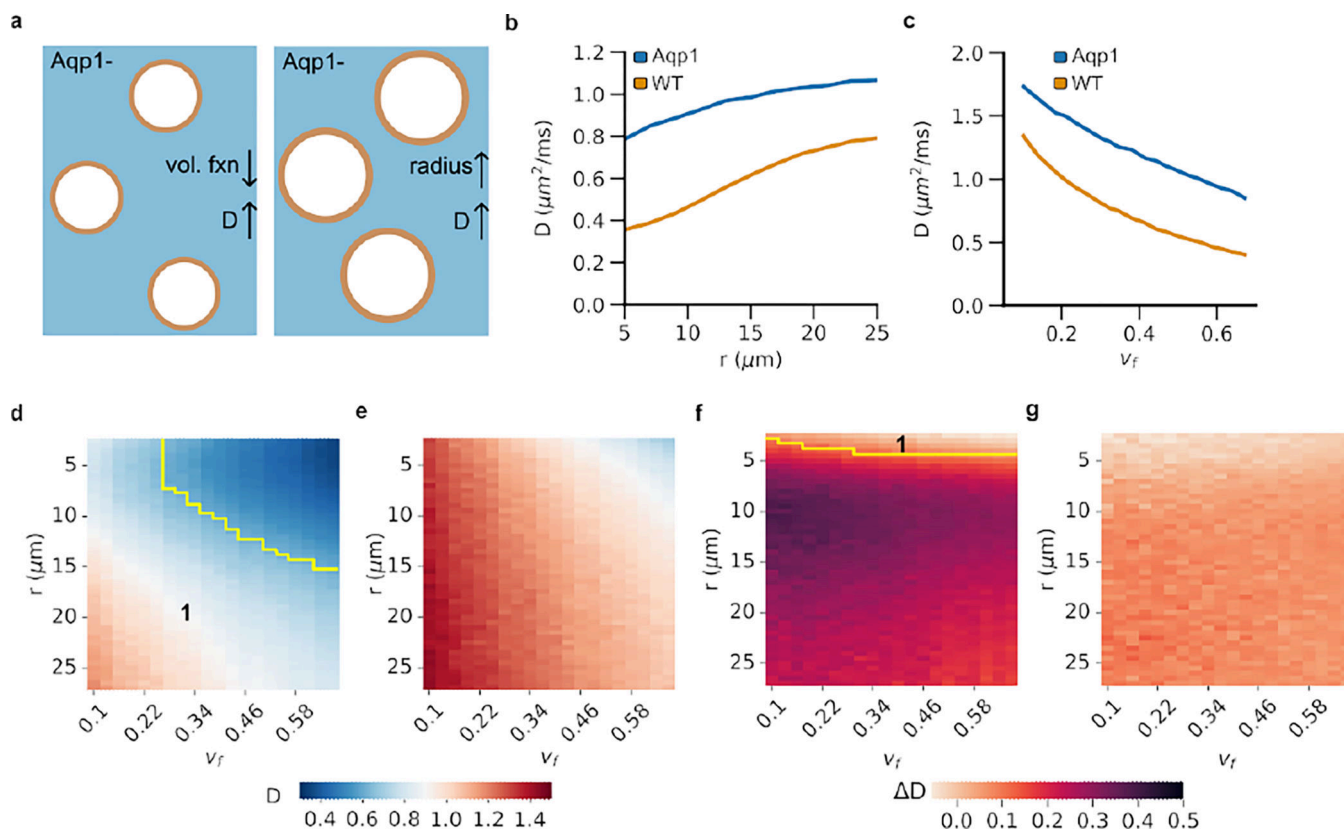 a
Aqp1-
vol. fxn ↓
D ↑
Aqp1-
radius ↑
D ↑
b
Aqp1
WT
D (μm²/ms)
1.2
1.0
0.8
0.6
0.4
0.2
0.0
5 10 15 20 25
r (μm)
c
Aqp1
WT
D (μm²/ms)
2.0
1.5
1.0
0.5
0.0
0.2 0.4 0.6
v_f
d
r (μm)
5
10
15
20
25
1
0.1 0.22 0.34 0.46 0.58
v_f
e
5
10
15
20
25
0.1 0.22 0.34 0.46 0.58
v_f
D
0.4 0.6 0.8 1.0 1.2 1.4
f
r (μm)
5
10
15
20
25
1
0.1 0.22 0.34 0.46 0.58
v_f
g
5
10
15
20
25
0.1 0.22 0.34 0.46 0.58
v_f
ΔD
0.0 0.1 0.2 0.3 0.4 0.5